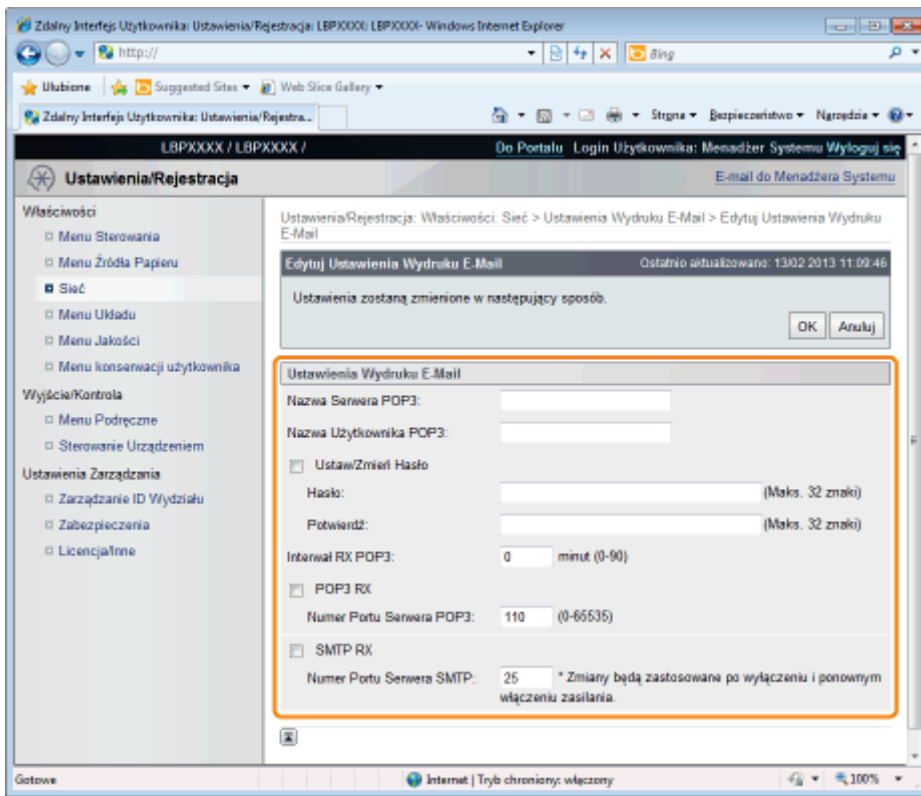 Zdalny Interfejs Użytkownika: Ustawienia/Rejestracja: LBPXXXX: LBPXXXX- Windows Internet Explorer
http://
Bing
Ulubione
Suggested Sites
Web Slice Gallery
Zdalny Interfejs Użytkownika: Ustawienia/Rejestra...
Strona
Bezpieczeństwo
Narzędzia
LBPXXXX / LBPXXXX /
Do Portalu Login Użytkownika: Menadżer Systemu Wyloguj się
Ustawienia/Rejestracja
E-mail do Menadżera Systemu
Właściwości
Menu Sterowania
Menu Źródła Papieru
Sieć
Menu Układu
Menu Jakości
Menu konserwacji użytkownika
Wyjście/Kontrola
Menu Podręczne
Sterowanie Urządzeniem
Ustawienia Zarządzania
Zarządzanie ID Wydziału
Zabezpieczenia
Licencja/Inne
Ustawienia/Rejestracja: Właściwości: Sieć > Ustawienia Wydruku E-Mail > Edytuj Ustawienia Wydruku
E-Mail
Edytuj Ustawienia Wydruku E-Mail
Ostatnio aktualizowano: 13/02 2013 11:09:46
Ustawienia zostaną zmienione w następujący sposób.
OK
Anuluj
Ustawienia Wydruku E-Mail
Nazwa Serwera POP3:
Nazwa Użytkownika POP3:
Ustaw/Zmień Hasło
Hasło:
(Maks. 32 znaki)
Potwierdź:
(Maks. 32 znaki)
Interwał RX POP3:
0 minut (0-90)
POP3 RX
Numer Portu Serwera POP3:
110 (0-65535)
SMTP RX
Numer Portu Serwera SMTP:
25 * Zmiany będą zastosowane po wyłączeniu i ponownym
włączeniu zasilania.
Gotowe
Internet | Tryb chroniony: włączony
100%